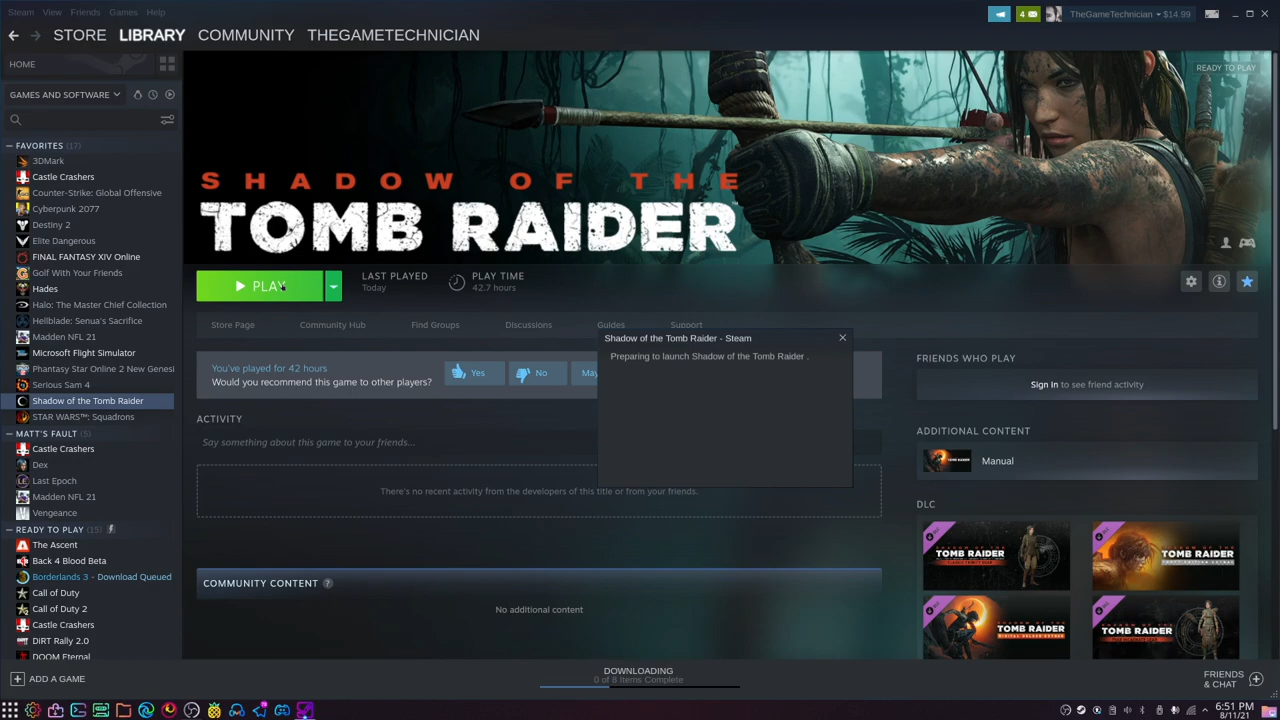 Steam View Friends Games Help
4
TheGameTechnician $14.99
STORE LIBRARY COMMUNITY THEGAMETECHNICIAN
HOME
READY TO PLAY
GAMES AND SOFTWARE
FAVORITES (17)
3DMark
Castle Crashers
Counter-Strike: Global Offensive
Cyberpunk 2077
Destiny 2
Elite Dangerous
FINAL FANTASY XIV Online
Golf With Your Friends
Hades
Halo: The Master Chief Collection
Hellblade: Senua's Sacrifice
Madden NFL 21
Microsoft Flight Simulator
Phantasy Star Online 2 New Genesi
Serious Sam 4
Shadow of the Tomb Raider
STAR WARS™: Squadrons
MATT'S FAULT (5)
Castle Crashers
Dex
Last Epoch
Madden NFL 21
Vengeance
READY TO PLAY (15)
The Ascent
Back 4 Blood Beta
Borderlands 3 - Download Queued
Call of Duty
Call of Duty 2
Castle Crashers
DiRT Rally 2.0
DOOM Eternal
SHADOW OF THE
TOMB RAIDER™
PLAY
LAST PLAYED
Today
PLAY TIME
42.7 hours
Store Page Community Hub Find Groups Discussions Guides Support
Shadow of the Tomb Raider - Steam
Preparing to launch Shadow of the Tomb Raider .
You've played for 42 hours
Would you recommend this game to other players?
Yes No May
ACTIVITY
Say something about this game to your friends...
There's no recent activity from the developers of this title or from your friends.
COMMUNITY CONTENT ?
No additional content
FRIENDS WHO PLAY
Sign In to see friend activity
ADDITIONAL CONTENT
Manual
DLC
TOMB RAIDER
TOMB RAIDER
TOMB RAIDER
TOMB RAIDER
ADD A GAME
DOWNLOADING
0 of 8 Items Complete
FRIENDS
& CHAT
6:51 PM
8/11/21